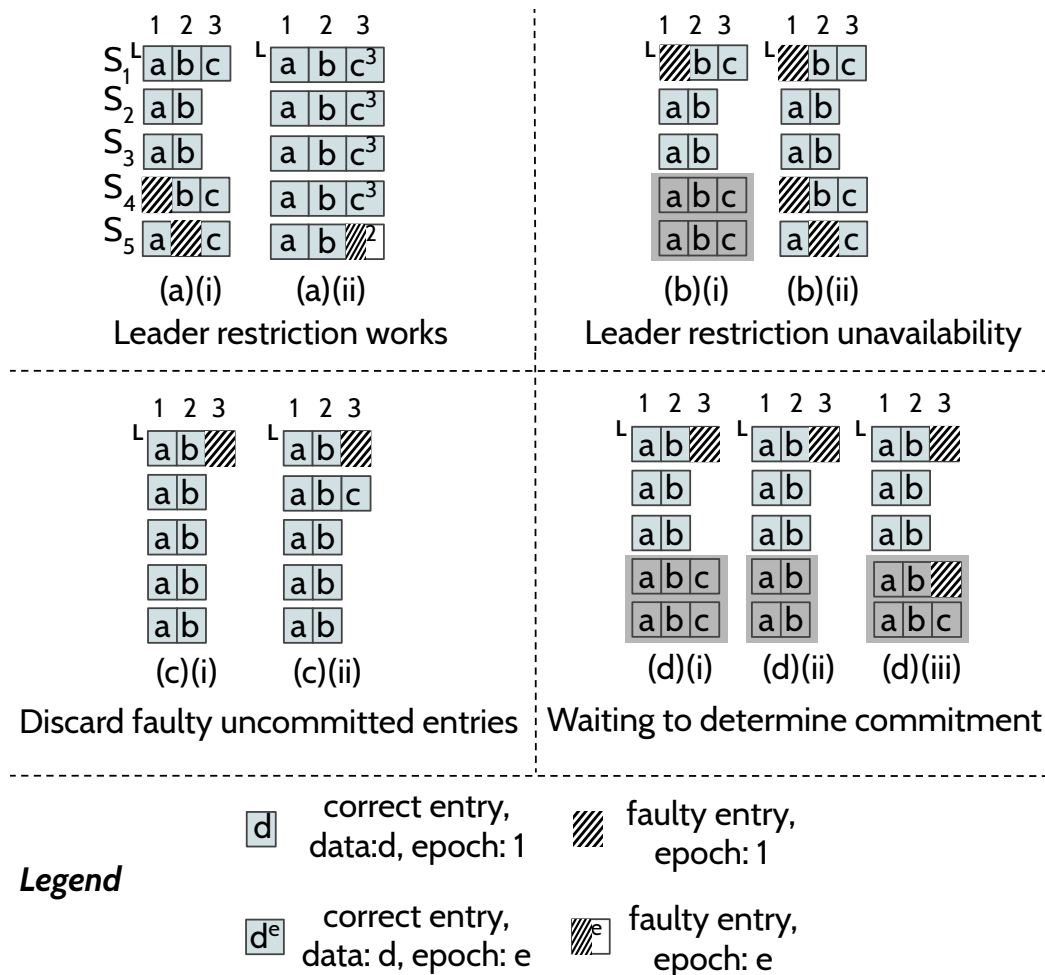 1 2 3
1 2 3
L S1 a b c
L a b c3
S2 a b
a b c3
S3 a b
a b c3
S4 b c
a b c3
S5 a c
a b 2
(a)(i) (a)(ii)
Leader restriction works
1 2 3
1 2 3
L b c
L b c
a b
a b
a b
a b
a b c
b c
a b c
a c
(b)(i) (b)(ii)
Leader restriction unavailability
1 2 3
1 2 3
L a b
L a b
a b
a b c
a b
a b
a b
a b
a b
a b
(c)(i) (c)(ii)
Discard faulty uncommitted entries
1 2 3
1 2 3
1 2 3
L a b
L a b
L a b
a b
a b
a b
a b
a b
a b
a b c
a b
a b
a b c
a b
a b c
(d)(i) (d)(ii) (d)(iii)
Waiting to determine commitment
Legend
d
correct entry,
data:d, epoch: 1
faulty entry,
epoch: 1
de
correct entry,
data: d, epoch: e
e
faulty entry,
epoch: e